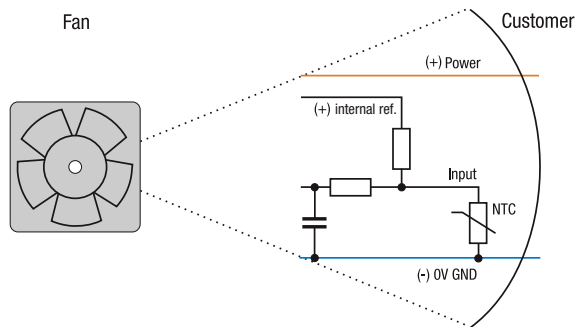 Fan
Customer
(+) Power
(+) internal ref.
Input
NTC
(-) 0V GND